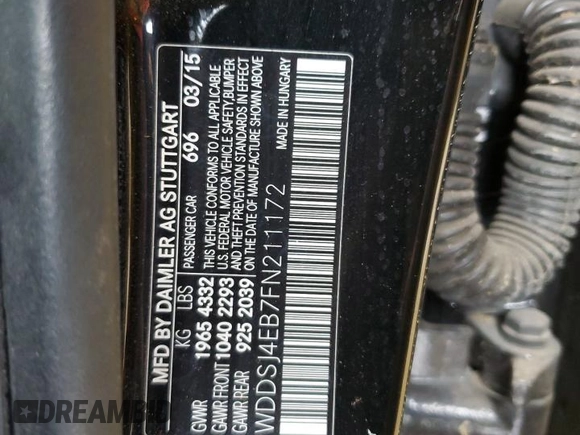 MFD BY DAIMLER AG STUTTGART
KG LBS PASSENGER CAR 696 03/15
GVWR 1965 4332 THIS VEHICLE CONFORMS TO ALL APPLICABLE
U.S. FEDERAL MOTOR VEHICLE SAFETY,BUMPER
GAWR FRONT 1040 2293 AND THEFT PREVENTION STANDARDS IN EFFECT
GAWR REAR 925 2039 ON THE DATE OF MANUFACTURE SHOWN ABOVE
WDDSJ4EB7FN211172 MADE IN HUNGARY
DREAMBID